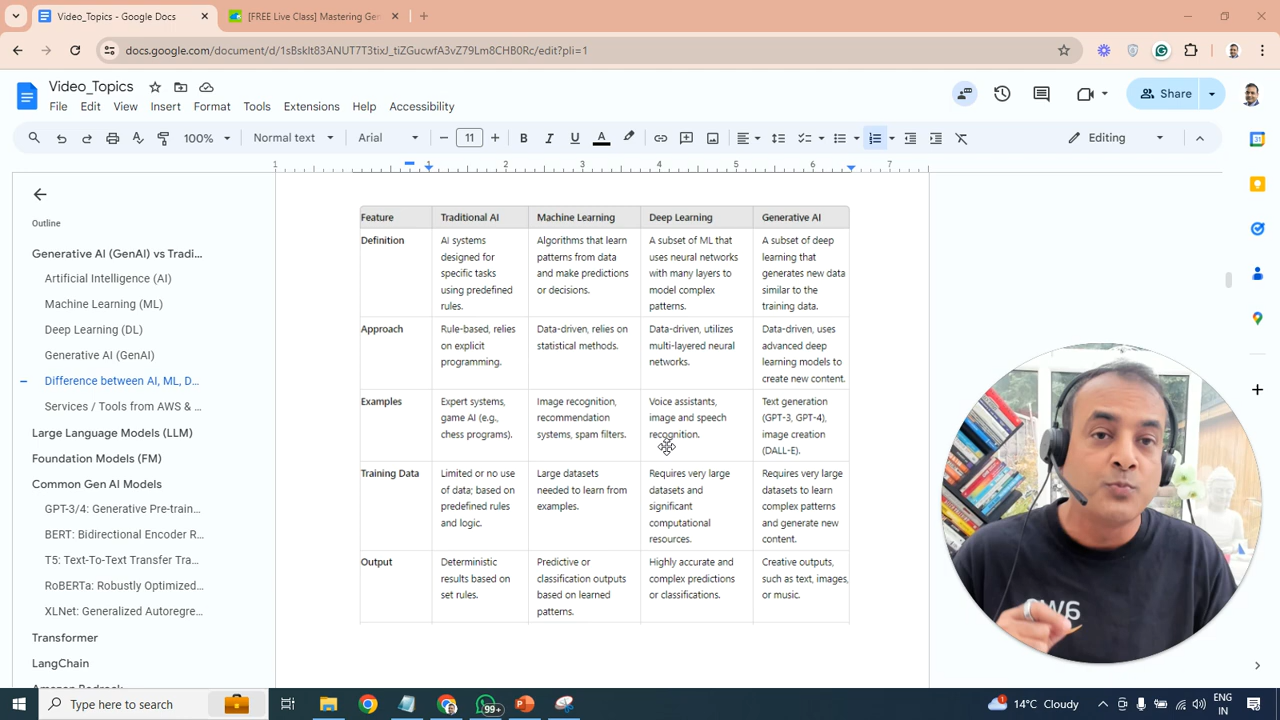 Video_Topics - Google Docs
[FREE Live Class] Mastering Gen
docs.google.com/document/d/1sBsklt83ANUT7T3tixJ_tiZGucwfA3vZ79Lm8CHB0Rc/edit?pli=1
Video_Topics
File Edit View Insert Format Tools Extensions Help Accessibility
Share
100% Normal text Arial 11 Editing
1 1 2 3 4 5 6 7
Outline
Generative AI (GenAI) vs Tradi...
Artificial Intelligence (AI)
Machine Learning (ML)
Deep Learning (DL)
Generative AI (GenAI)
Difference between AI, ML, D...
Services / Tools from AWS & ...
Large Language Models (LLM)
Foundation Models (FM)
Common Gen AI Models
GPT-3/4: Generative Pre-train...
BERT: Bidirectional Encoder R...
T5: Text-To-Text Transfer Tra...
RoBERTa: Robustly Optimized...
XLNet: Generalized Autoregre...
Transformer
LangChain
Amazon Bedrock
Feature Traditional AI Machine Learning Deep Learning Generative AI
Definition
AI systems
designed for
specific tasks
using predefined
rules.
Algorithms that learn
patterns from data
and make predictions
or decisions.
A subset of ML that
uses neural networks
with many layers to
model complex
patterns.
A subset of deep
learning that
generates new data
similar to the
training data.
Approach
Rule-based, relies
on explicit
programming.
Data-driven, relies on
statistical methods.
Data-driven, utilizes
multi-layered neural
networks.
Data-driven, uses
advanced deep
learning models to
create new content.
Examples
Expert systems,
game AI (e.g.,
chess programs).
Image recognition,
recommendation
systems, spam filters.
Voice assistants,
image and speech
recognition.
Text generation
(GPT-3, GPT-4),
image creation
(DALL-E).
Training Data
Limited or no use
of data; based on
predefined rules
and logic.
Large datasets
needed to learn from
examples.
Requires very large
datasets and
significant
computational
resources.
Requires very large
datasets to learn
complex patterns
and generate new
content.
Output
Deterministic
results based on
set rules.
Predictive or
classification outputs
based on learned
patterns.
Highly accurate and
complex predictions
or classifications.
Creative outputs,
such as text, images,
or music.
aws
31
Type here to search
99+
14°C Cloudy
ENG
IN